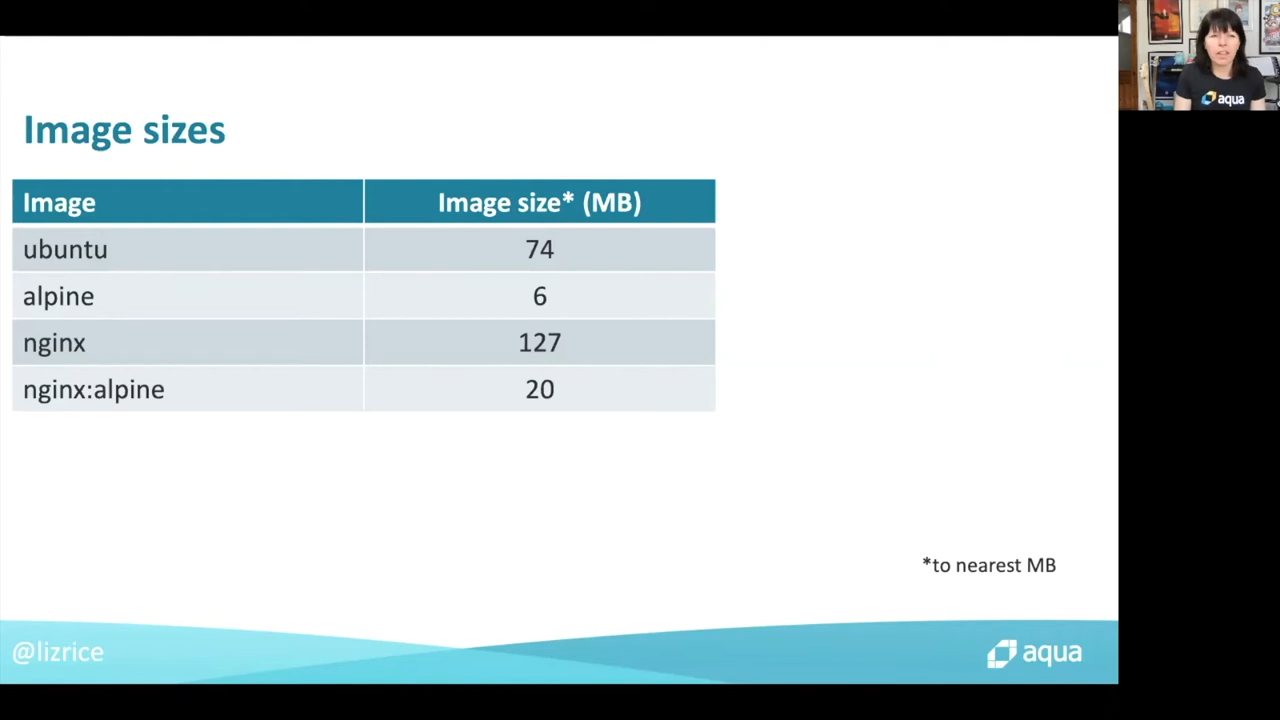 aqua
Image sizes
Image Image size* (MB)
ubuntu 74
alpine 6
nginx 127
nginx:alpine 20
*to nearest MB
@lizrice aqua